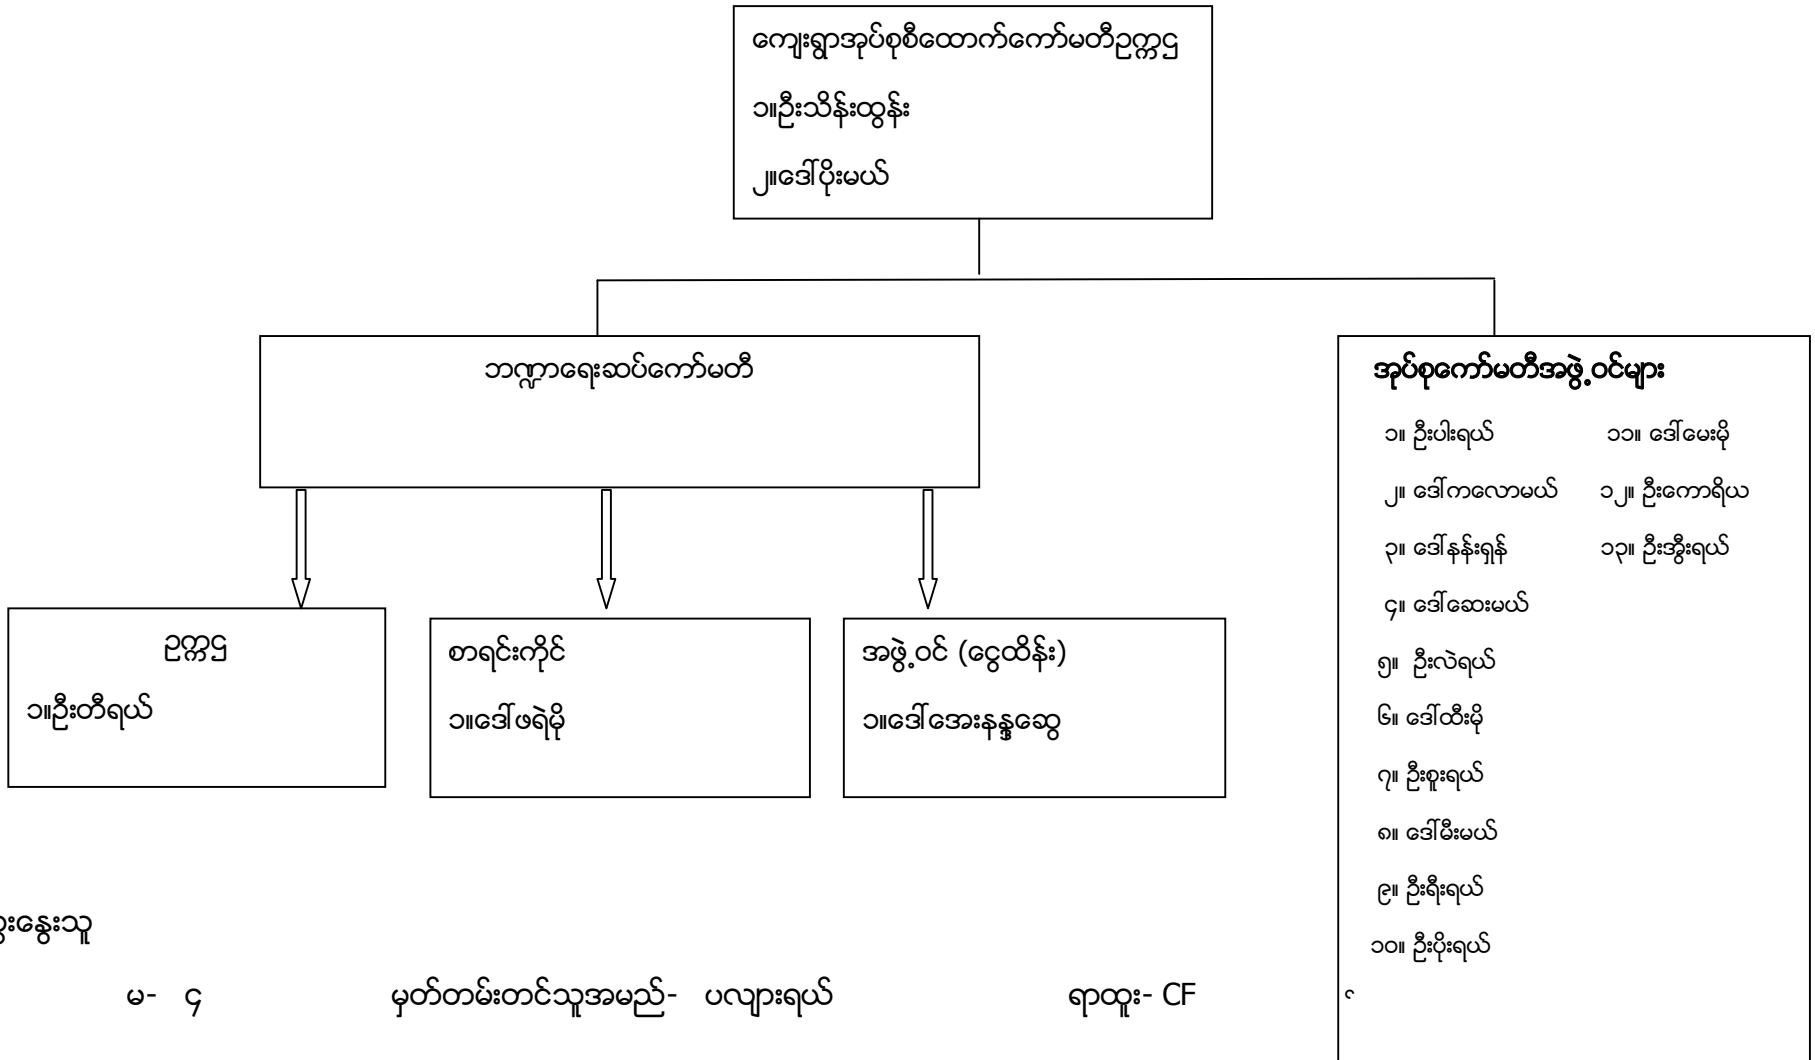 ကျေးရွာအုပ်စုစီထောက်ကော်မတီဥက္ကဌ
၁။ဦးသိန်းထွန်း
၂။ဒေါ်ပိုးမယ်
ဘဏ္ဍာရေးဆပ်ကော်မတီ
ဥက္ကဌ
၁။ဦးတီရယ်
စာရင်းကိုင်
၁။ဒေါ်ဖရဲမို
အဖွဲ့ဝင် (ငွေထိန်း)
၁။ဒေါ်အေးနန္ဒဆွေ
အုပ်စုကော်မတီအဖွဲ့ဝင်များ
၁။ ဦးပါးရယ် ၁၁။ ဒေါ်မေးမို
၂။ ဒေါ်ကလောမယ် ၁၂။ ဦးကောရိယ
၃။ ဒေါ်နန်းရှန် ၁၃။ ဦးအွီးရယ်
၄။ ဒေါ်ဆေးမယ်
၅။ ဦးလဲရယ်
၆။ ဒေါ်ထီးမို
၇။ ဦးစူးရယ်
၈။ ဒေါ်မီးမယ်
၉။ ဦးရီးရယ်
၁၀။ ဦးပိုးရယ်
မ- ၄ မှတ်တမ်းတင်သူအမည်- ပလျားရယ် ရာထူး- CF